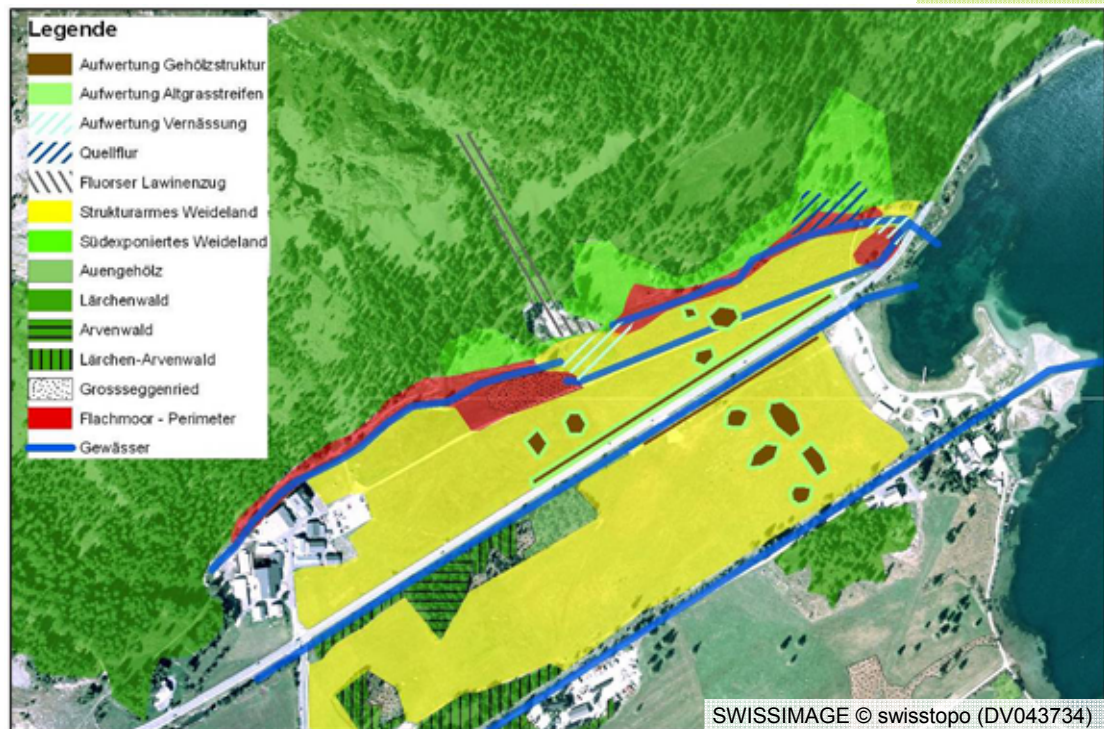 Legende
Aufwertung Gehölzstruktur
Aufwertung Altgrasstreifen
Aufwertung Vernässung
Quellflur
Fluorser Lawinenzug
Strukturarmes Weideland
Südexponiertes Weideland
Auengehölz
Lärchenwald
Arvenwald
Lärchen-Arvenwald
Grossseggenried
Flachmoor - Perimeter
Gewässer
SWISSIMAGE © swisstopo (DV043734)